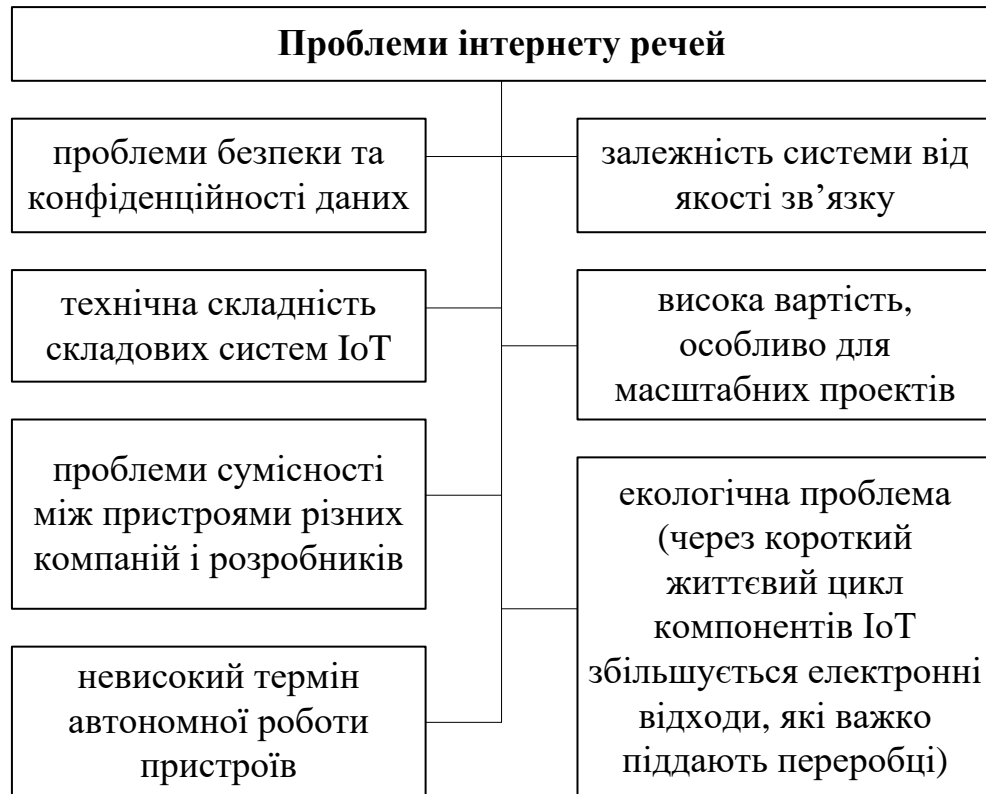 Проблеми інтернету речей
проблеми безпеки та
конфіденційності даних
технічна складність
складових систем IoT
проблеми сумісності
між пристроями різних
компаній і розробників
невисокий термін
автономної роботи
пристроїв
залежність системи від
якості зв’язку
висока вартість,
особливо для
масштабних проектів
екологічна проблема
(через короткий
життєвий цикл
компонентів IoT
збільшується електронні
відходи, які важко
піддають переробці)